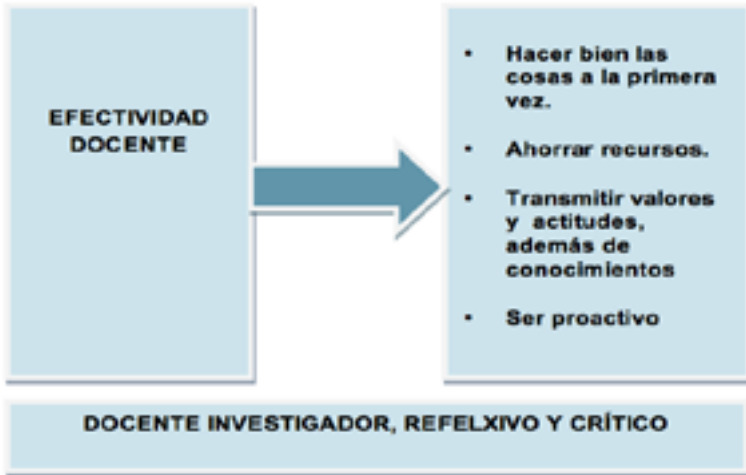 EFECTIVIDAD
DOCENTE
• Hacer bien las
cosas a la primera
vez.
• Ahorrar recursos.
• Transmitir valores
y actitudes,
además de
conocimientos
• Ser proactivo
DOCENTE INVESTIGADOR, REFELXIVO Y CRÍTICO